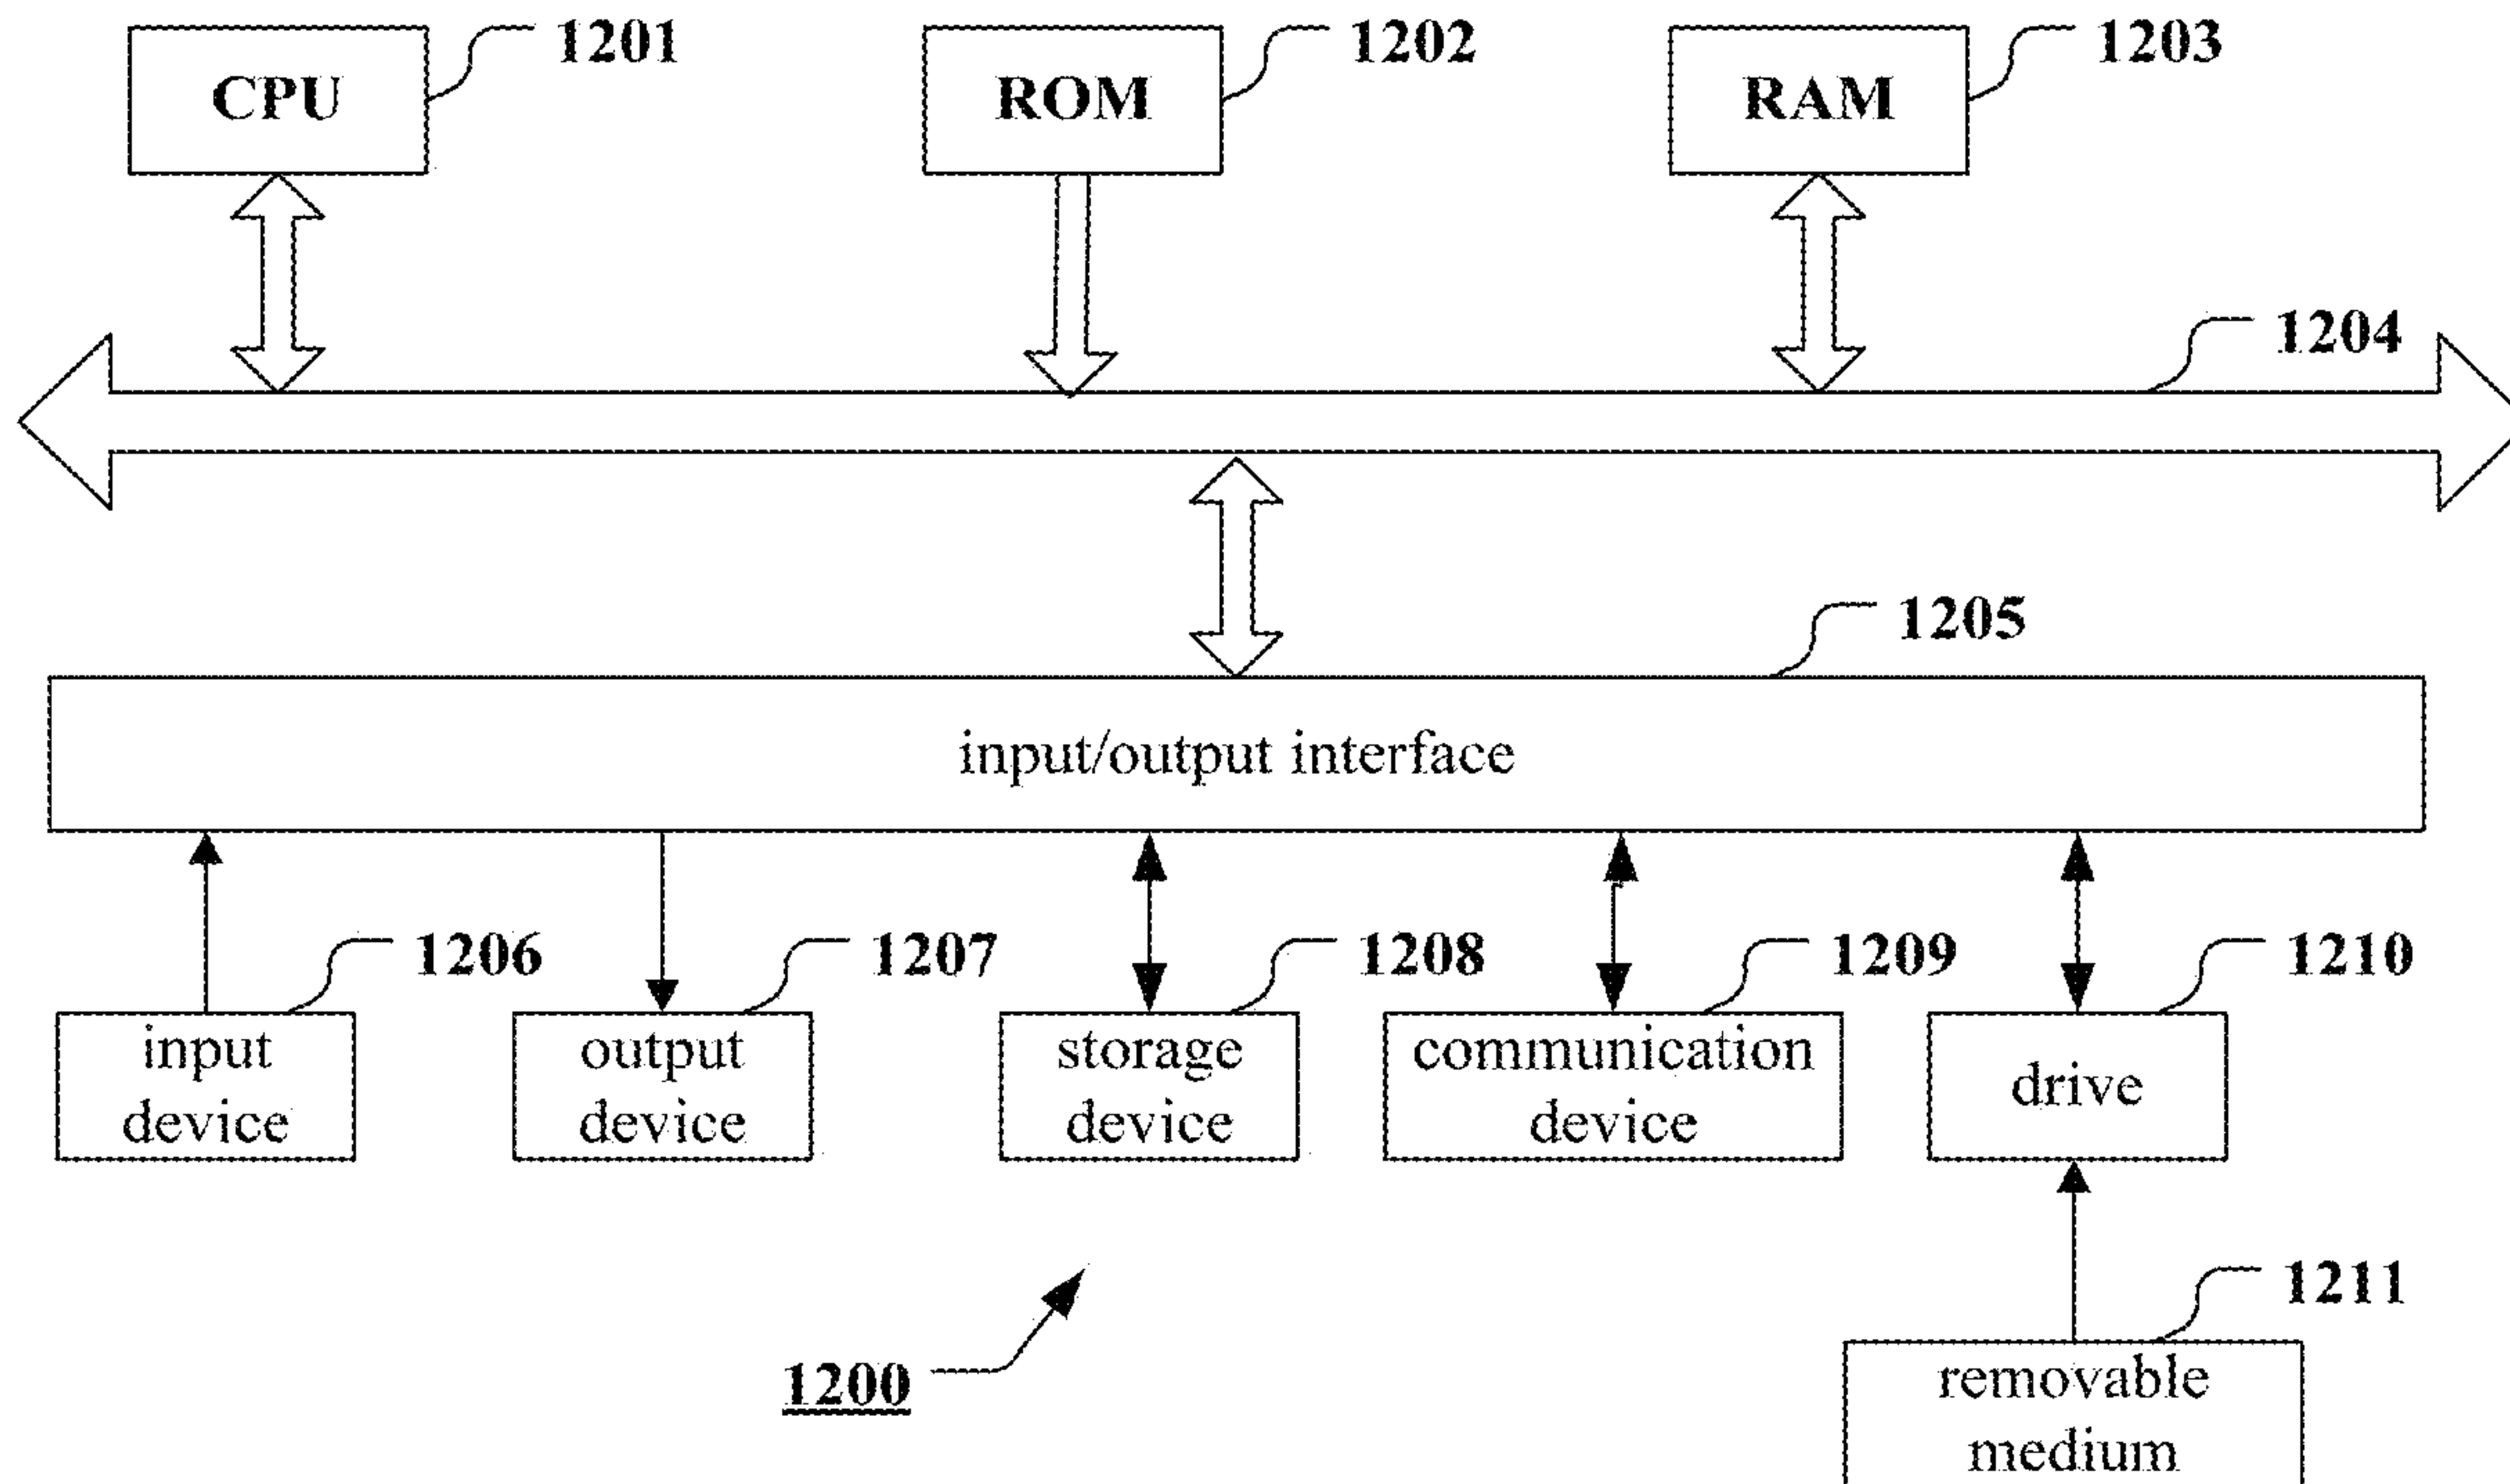 CPU
1201
ROM
1202
RAM
1203
1204
1205
input/output interface
1206
1207
1208
1209
1210
input
device
output
device
storage
device
communication
device
drive
1211
1200
removable
medium